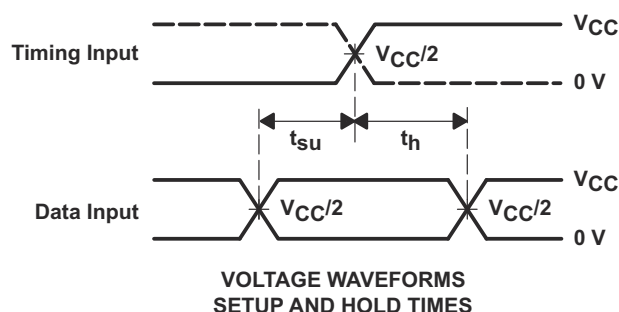 VCC
Timing Input
VCC/2
0 V
tsu
th
VCC
Data Input
VCC/2
VCC/2
0 V
VOLTAGE WAVEFORMS
SETUP AND HOLD TIMES